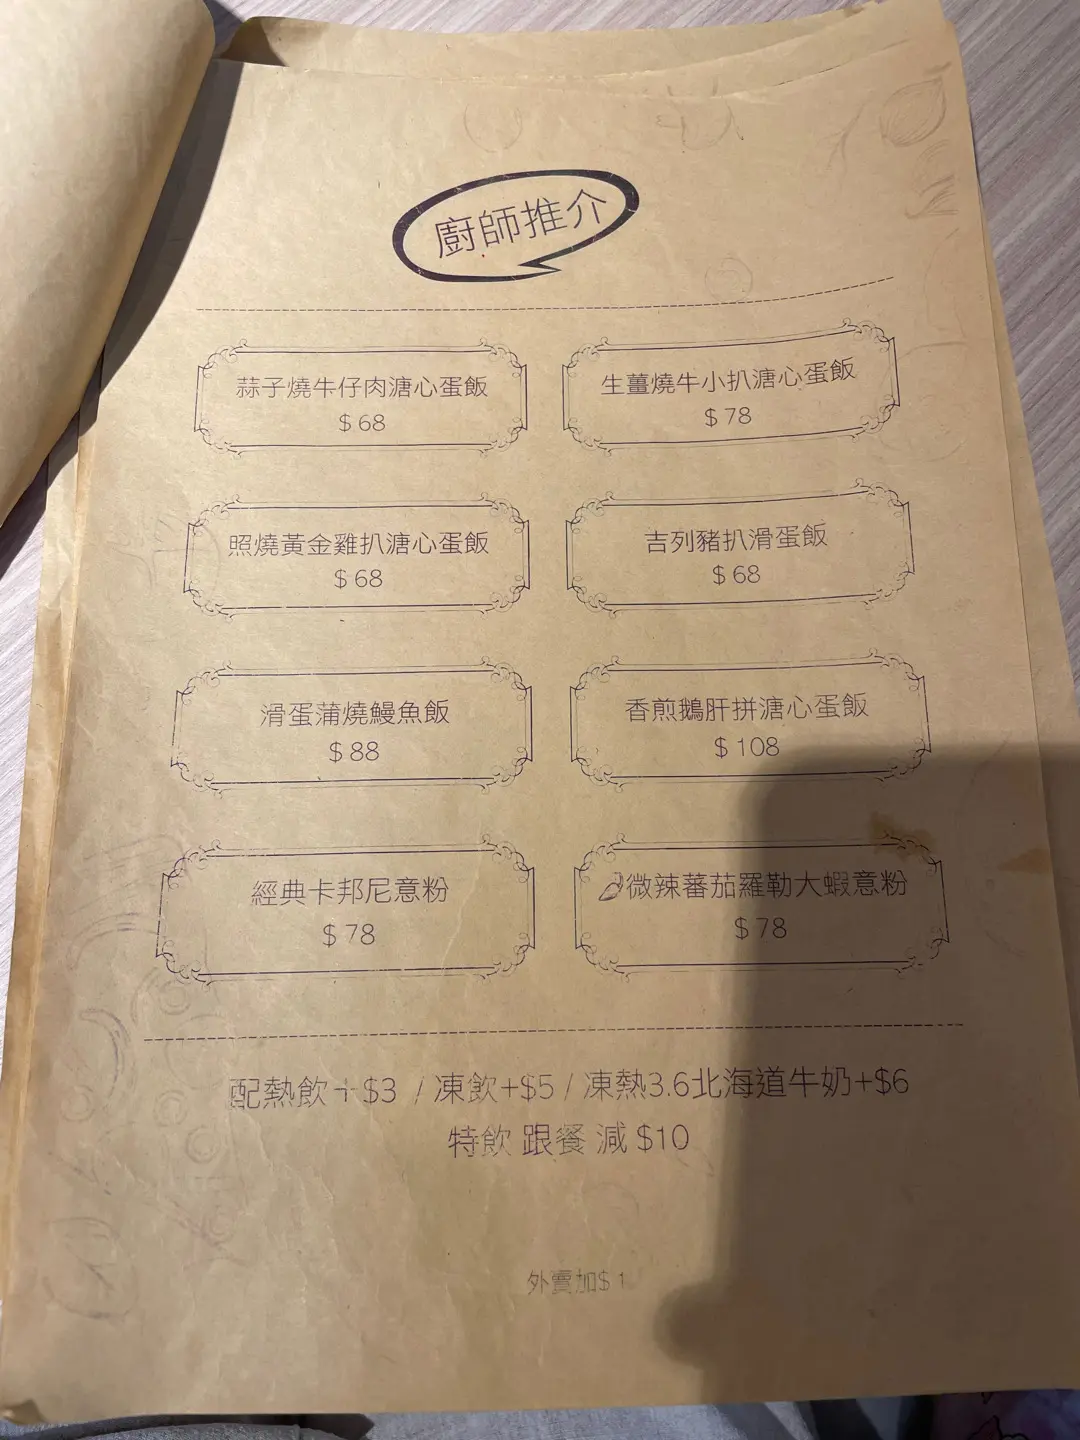 廚師推介
蒜子燒牛仔肉溏心蛋飯
$68
生薑燒牛小扒溏心蛋飯
$78
照燒黃金雞扒溏心蛋飯
$68
吉列豬扒滑蛋飯
$68
滑蛋蒲燒鰻魚飯
$88
香煎鵝肝拼溏心蛋飯
$108
經典卡邦尼意粉
$78
微辣蕃茄羅勒大蝦意粉
$78
配熱飲+$3 / 凍飲+$5 / 凍熱3.6北海道牛奶+$6
特飲 跟餐 減 $10
外賣加$1